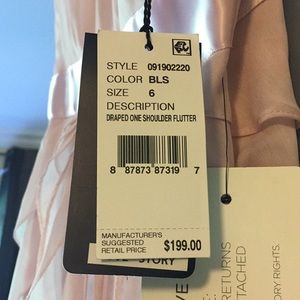 STYLE 091902220
COLOR BLS
SIZE 6
DESCRIPTION
DRAPED ONE SHOULDER FLUTTER
8 87873 87319 7
MANUFACTURER'S
SUGGESTED
RETAIL PRICE
$199.00
STORY
RETURNS
ATTACHED
ORY RIGHTS.